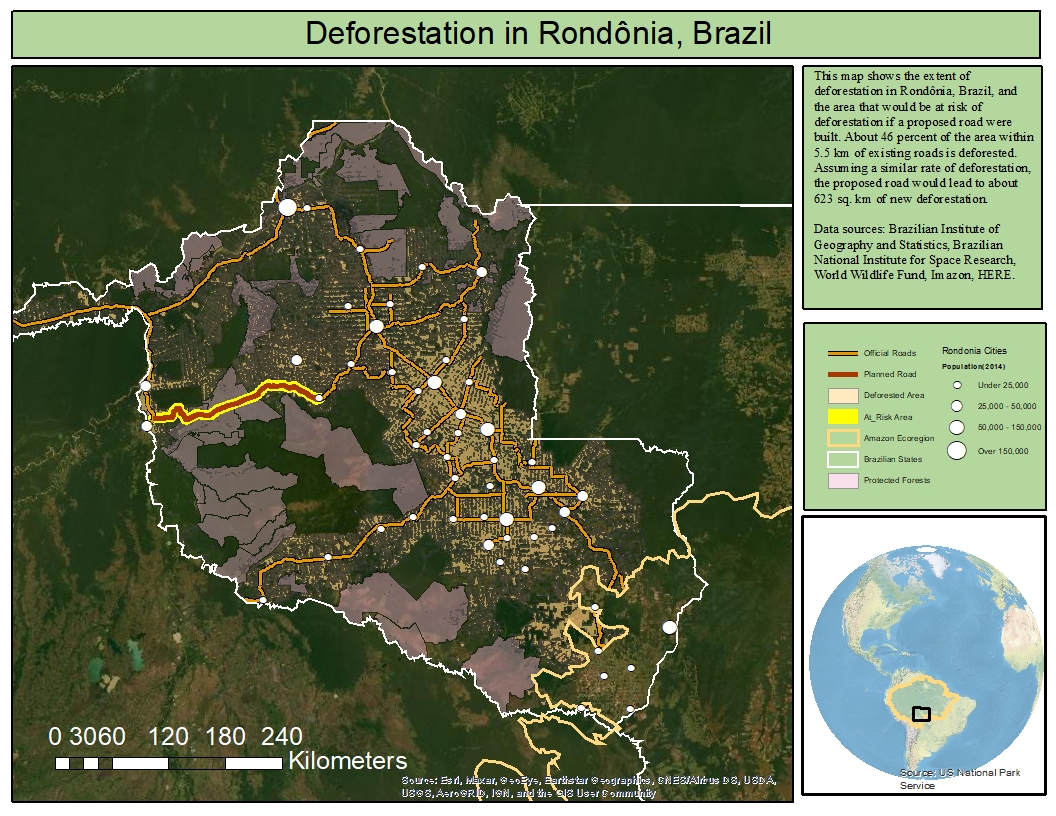 Deforestation in Rondônia, Brazil
This map shows the extent of
deforestation in Rondônia, Brazil, and
the area that would be at risk of
deforestation if a proposed road were
built. About 46 percent of the area within
5.5 km of existing roads is deforested.
Assuming a similar rate of deforestation,
the proposed road would lead to about
623 sq. km of new deforestation.
Data sources: Brazilian Institute of
Geography and Statistics, Brazilian
National Institute for Space Research,
World Wildlife Fund, Imazon, HERE.
Official Roads
Planned Road
Deforested Area
At_Risk Area
Amazon Ecoregion
Brazilian States
Protected Forests
Rondonia Cities
Population(2014)
Under 25,000
25,000 - 50,000
50,000 - 150,000
Over 150,000
0 3060 120 180 240
Kilometers
Source: Esri, Maxar, GeoEye, Earthstar Geographics, CNES/Airbus DS, USDA,
USGS, AeroGRID, IGN, and the GIS User Community
Source: US National Park
Service